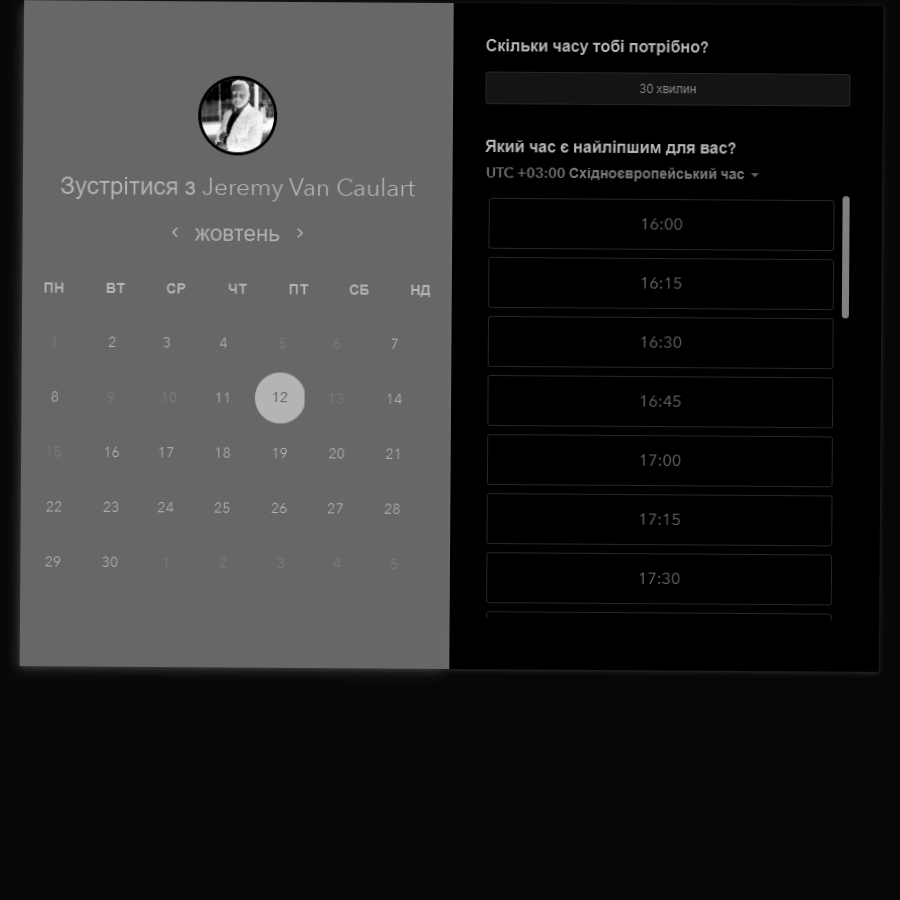 Зустрітися з Jeremy Van Caulart
жовтень
ПН ВТ СР ЧТ ПТ СБ НД
1 2 3 4 5 6 7
8 9 10 11 12 13 14
15 16 17 18 19 20 21
22 23 24 25 26 27 28
29 30 1 2 3 4 5
Скільки часу тобі потрібно?
30 хвилин
Який час є найліпшим для вас?
UTC +03:00 Східноєвропейський час
16:00
16:15
16:30
16:45
17:00
17:15
17:30